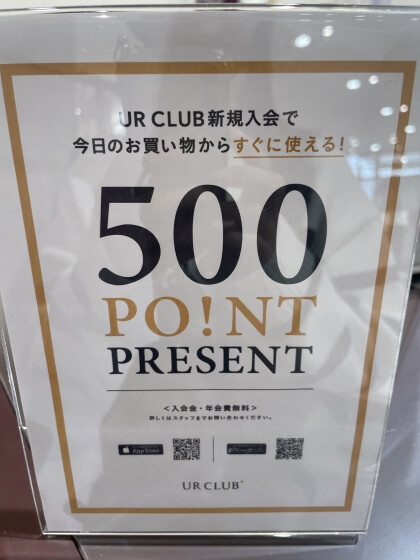 UR CLUB新規入会で
今日のお買い物からすぐに使える!
500
PO!NT
PRESENT
<入会金・年会費無料>
詳しくはスタッフまでお問い合わせください。
App Store
UR CLUB